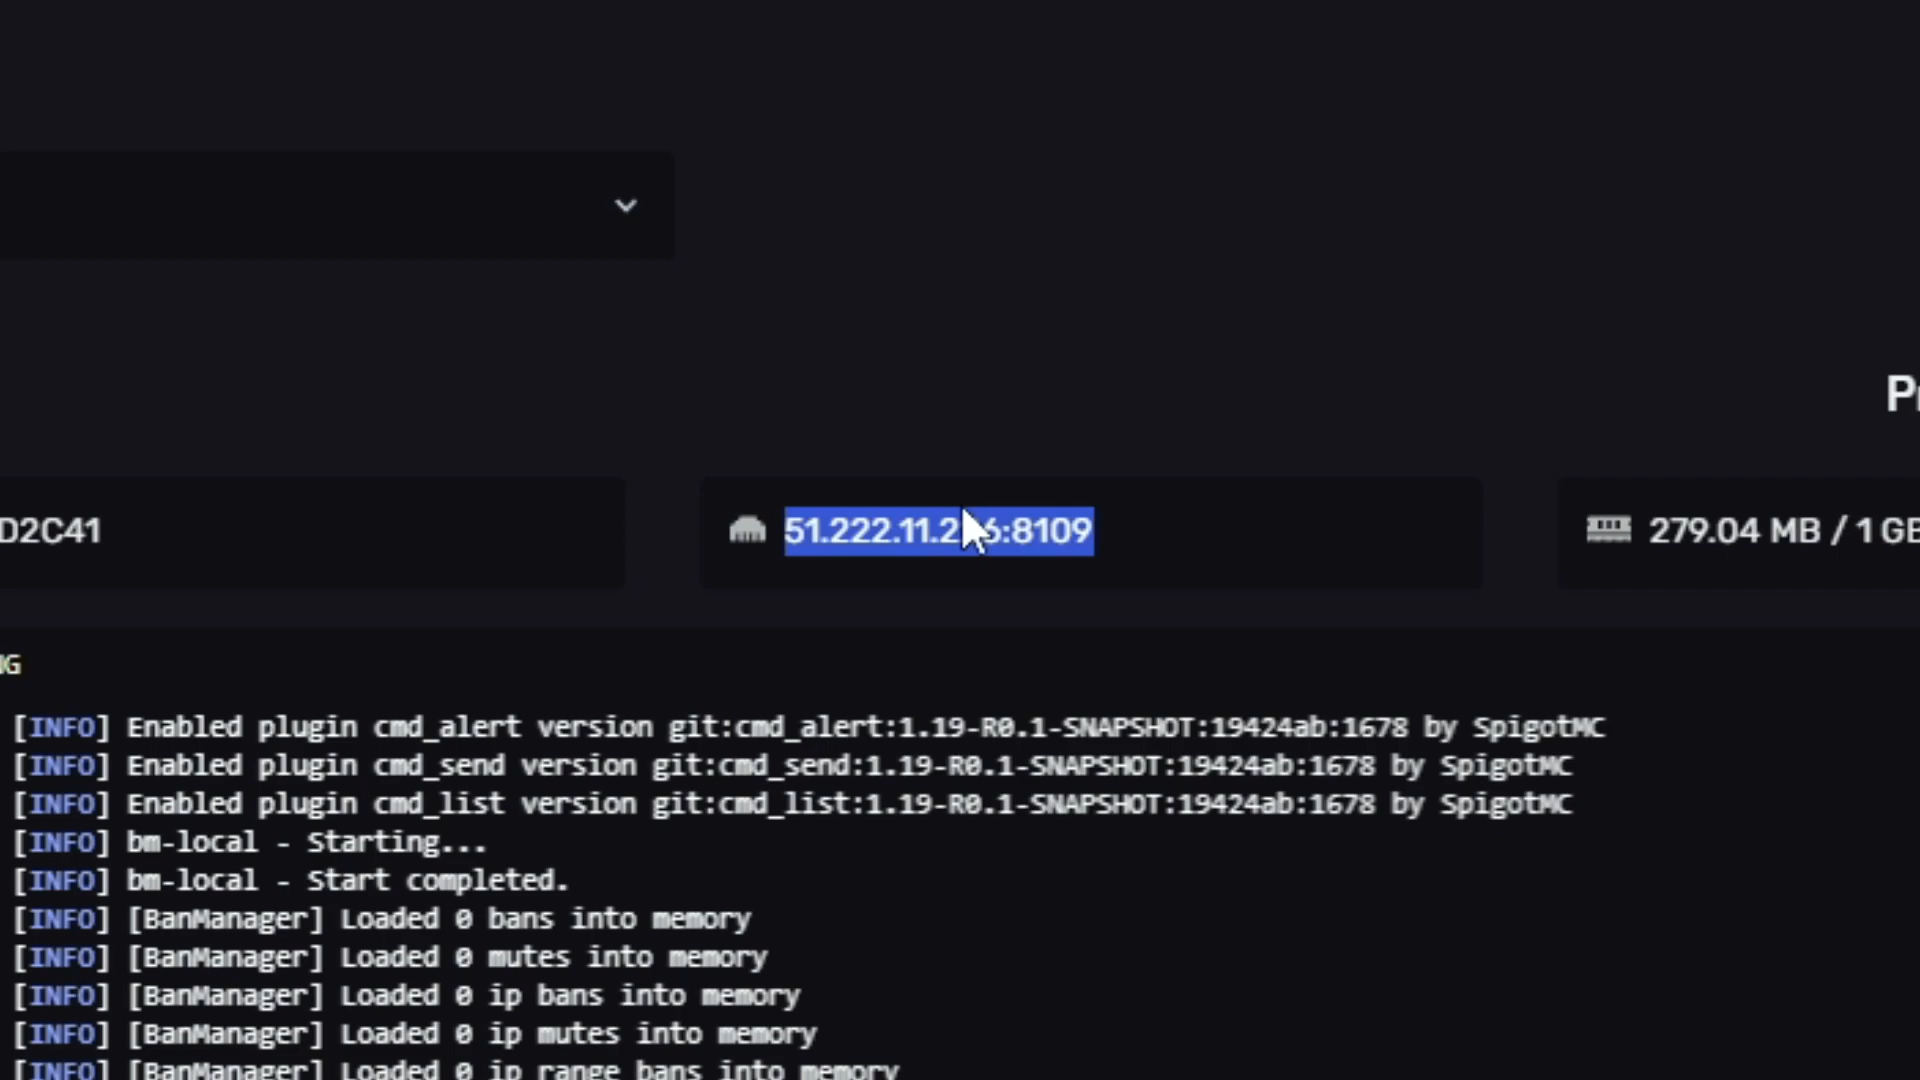 Pr
D2C41
51.222.11.2 6:8109
279.04 MB / 1 GB
NG
[INFO] Enabled plugin cmd_alert version git:cmd_alert:1.19-R0.1-SNAPSHOT:19424ab:1678 by SpigotMC
[INFO] Enabled plugin cmd_send version git:cmd_send:1.19-R0.1-SNAPSHOT:19424ab:1678 by SpigotMC
[INFO] Enabled plugin cmd_list version git:cmd_list:1.19-R0.1-SNAPSHOT:19424ab:1678 by SpigotMC
[INFO] bm-local - Starting...
[INFO] bm-local - Start completed.
[INFO] [BanManager] Loaded 0 bans into memory
[INFO] [BanManager] Loaded 0 mutes into memory
[INFO] [BanManager] Loaded 0 ip bans into memory
[INFO] [BanManager] Loaded 0 ip mutes into memory
[INFO] [BanManager] Loaded 0 ip range bans into memory